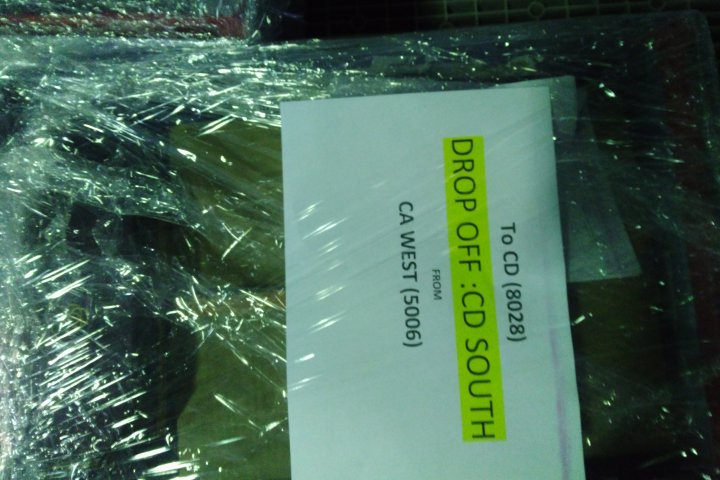 To CD (8028)
DROP OFF :CD SOUTH
FROM
CA WEST (5006)